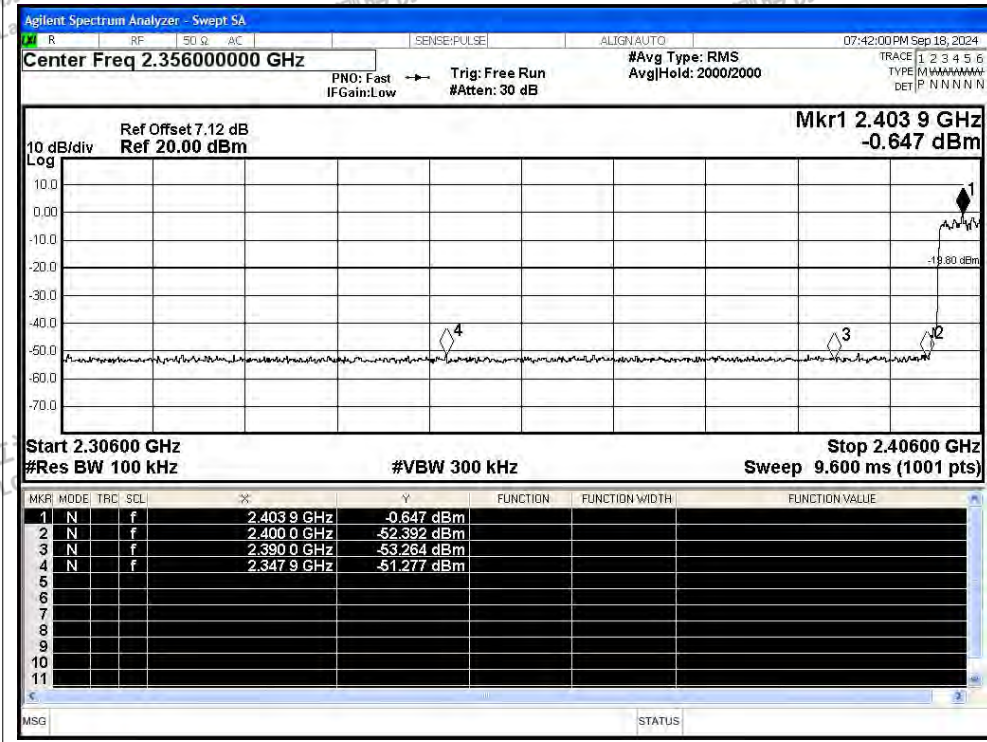 Agilent Spectrum Analyzer - Swept SA
R RF 50 Ω AC SENSE:PULSE ALIGN AUTO 07:42:00 PM Sep 18, 2024
Center Freq 2.356000000 GHz #Avg Type: RMS TRACE 1 2 3 4 5 6
PNO: Fast Trig: Free Run Avg|Hold: 2000/2000 TYPE M
IFGain:Low #Atten: 30 dB DET P N N N N N
Mkr1 2.403 9 GHz
Ref Offset 7.12 dB
10 dB/div Ref 20.00 dBm -0.647 dBm
Log
10.0
1
0.00
-10.0
-20.0 -19.80 dBm
-30.0
-40.0
4 3 2
-50.0
-60.0
-70.0
Start 2.30600 GHz Stop 2.40600 GHz
#Res BW 100 kHz #VBW 300 kHz Sweep 9.600 ms (1001 pts)
MKR MODE TRC SCL X Y FUNCTION FUNCTION WIDTH FUNCTION VALUE
1 N f 2.403 9 GHz -0.647 dBm
2 N f 2.400 0 GHz -52.392 dBm
3 N f 2.390 0 GHz -53.264 dBm
4 N f 2.347 9 GHz -51.277 dBm
5
6
7
8
9
10
11
MSG STATUS